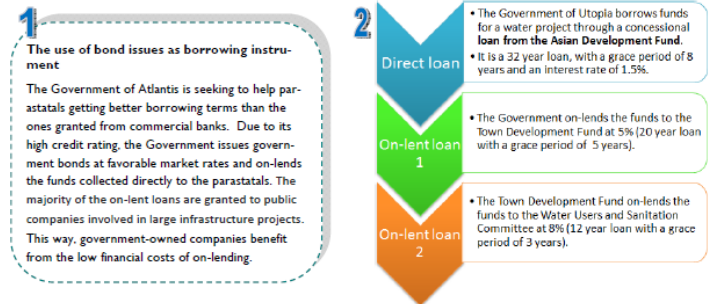 1
The use of bond issues as borrowing instru-
ment
The Government of Atlantis is seeking to help par-
astatals getting better borrowing terms than the
ones granted from commercial banks. Due to its
high credit rating, the Government issues govern-
ment bonds at favorable market rates and on-lends
the funds collected directly to the parastatals. The
majority of the on-lent loans are granted to public
companies involved in large infrastructure projects.
This way, government-owned companies benefit
from the low financial costs of on-lending.
2
Direct loan
• The Government of Utopia borrows funds
for a water project through a concessional
loan from the Asian Development Fund.
• It is a 32 year loan, with a grace period of 8
years and an interest rate of 1.5%.
On-lent loan
1
• The Government on-lends the funds to the
Town Development Fund at 5% (20 year loan
with a grace period of 5 years).
On-lent loan
2
• The Town Development Fund on-lends the
funds to the Water Users and Sanitation
Committee at 8% (12 year loan with a grace
period of 3 years).